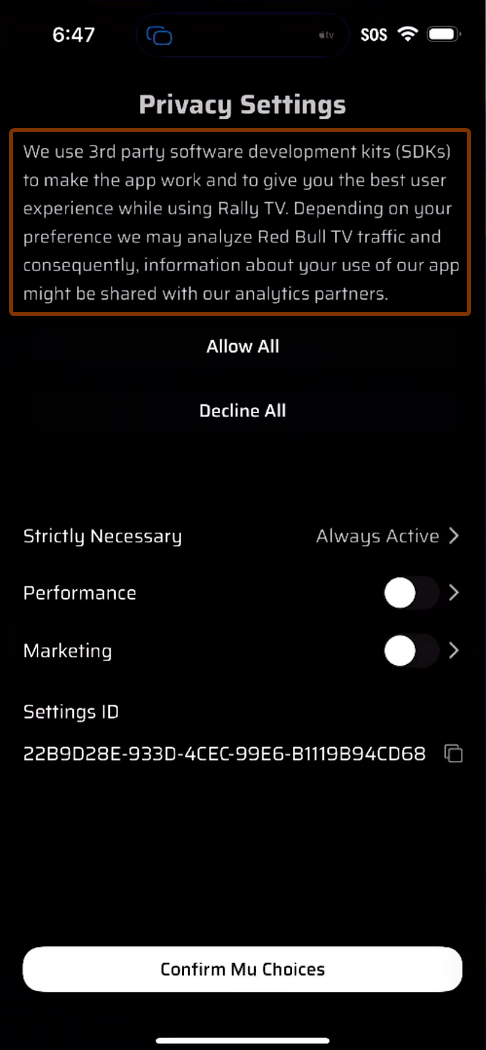 6:47
tv
SOS
Privacy Settings
We use 3rd party software development kits (SDKs)
to make the app work and to give you the best user
experience while using Rally TV. Depending on your
preference we may analyze Red Bull TV traffic and
consequently, information about your use of our app
might be shared with our analytics partners.
Allow All
Decline All
Strictly Necessary Always Active
Performance
Marketing
Settings ID
22B9D28E-933D-4CEC-99E6-B1119B94CD68
Confirm My Choices